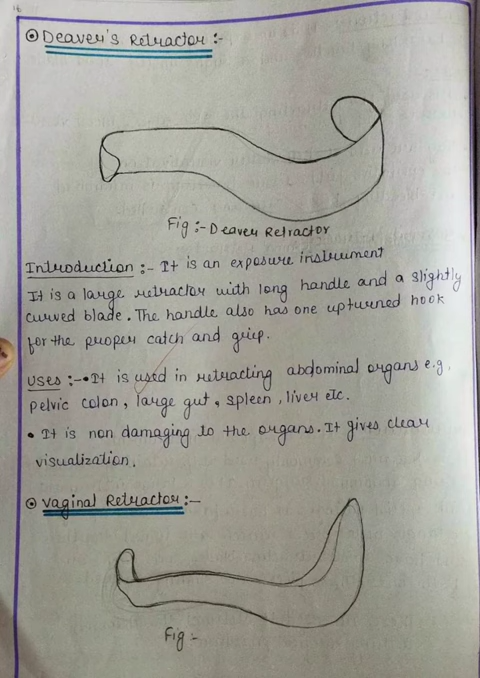 Deaver's Retractor :-
Fig :- Deaver Retractor
Introduction :- It is an exposure instrument
It is a large retractor with long handle and a slightly
curved blade. The handle also has one upturned hook
for the proper catch and grip.
Uses :- • It is used in retracting abdominal organs e.g.
pelvic colon, large gut, spleen, liver etc.
• It is non damaging to the organs. It gives clear
visualization.
Vaginal Retractor :-
Fig :-